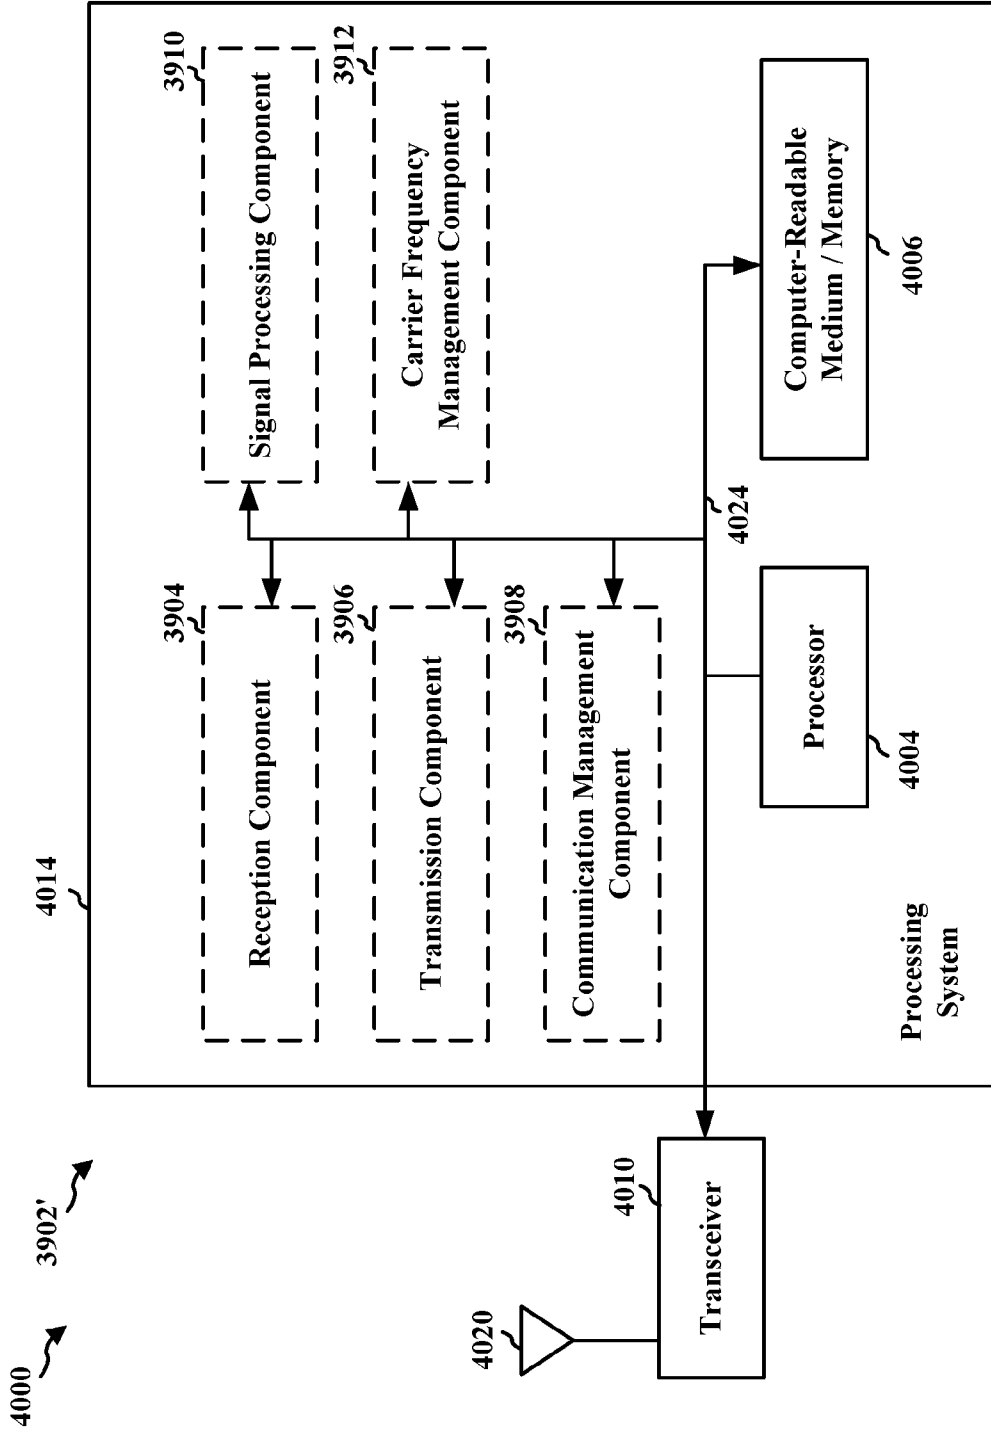 4000
3902'
4014
3904
Reception Component
3910
Signal Processing Component
3906
Transmission Component
3912
Carrier Frequency
Management Component
3908
Communication Management
Component
4020
4010
Transceiver
4024
Processor
4004
Computer-Readable
Medium / Memory
4006
Processing
System